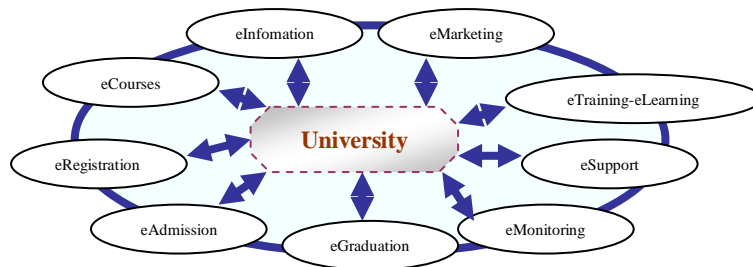 eInfomation
eMarketing
eCourses
eTraining-eLearning
University
eRegistration
eSupport
eAdmission
eMonitoring
eGraduation